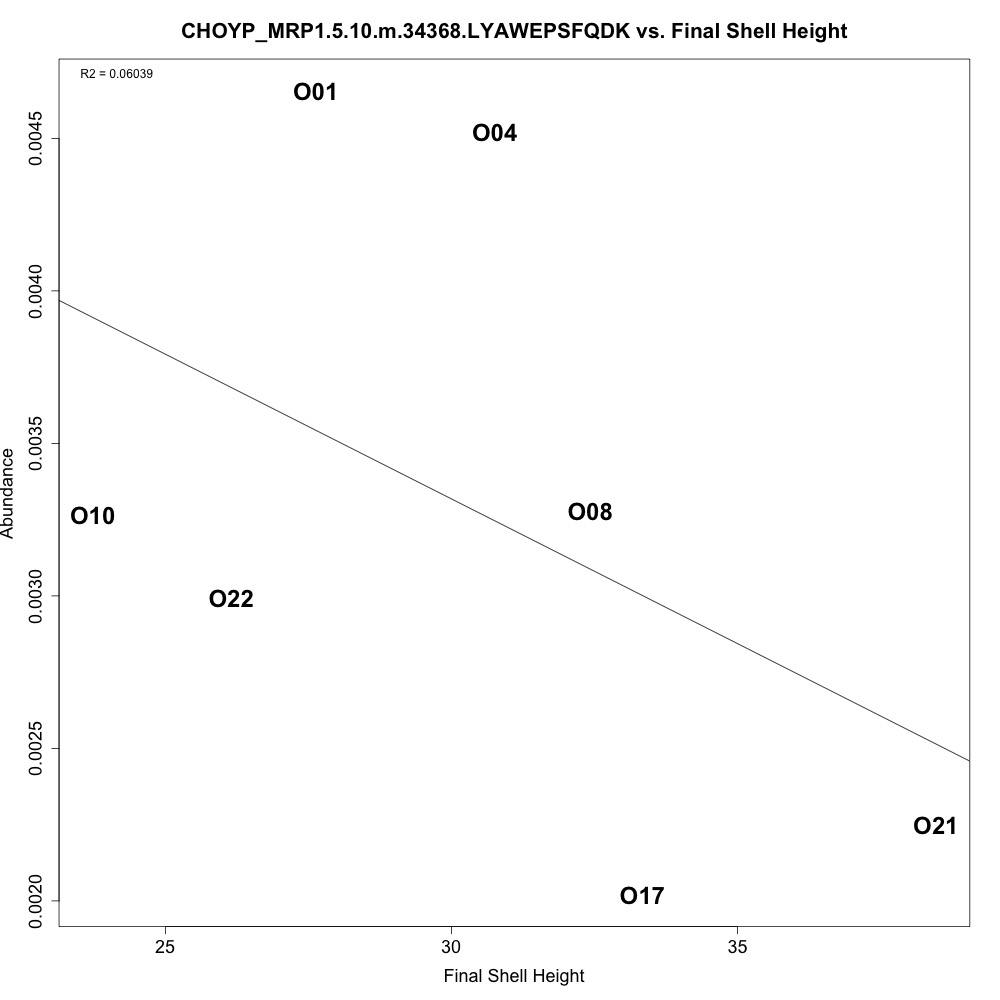 CHOYP_MRP1.5.10.m.34368.LYAWEPSFQDK vs. Final Shell Height
R2 = 0.06039
O01
O04
O10
O08
O22
O21
O17
Abundance
0.0045
0.0040
0.0035
0.0030
0.0025
0.0020
25 30 35
Final Shell Height